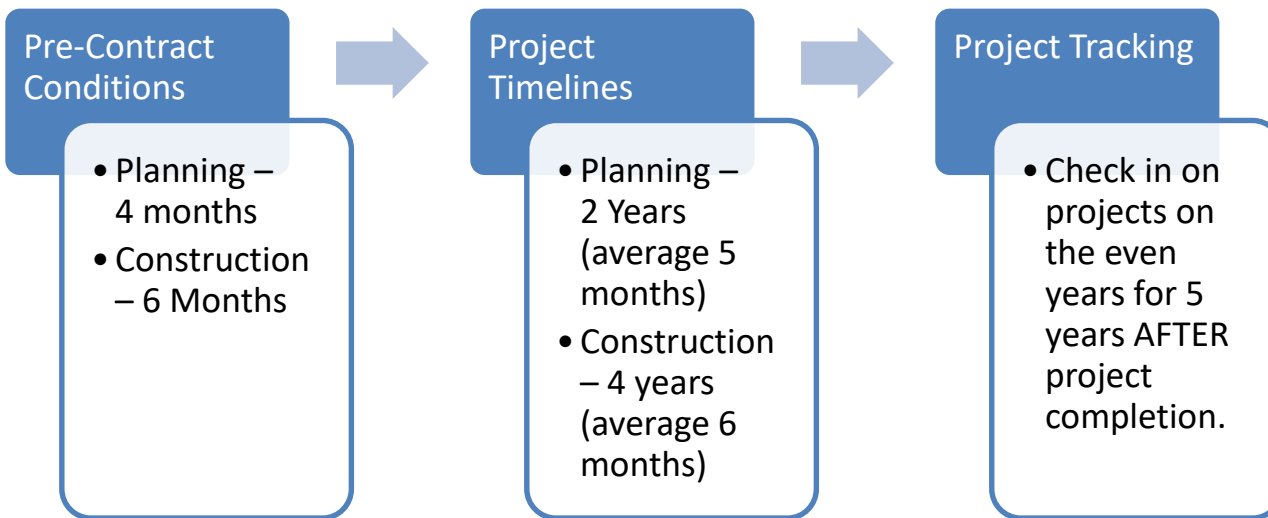 Pre-Contract
Conditions
• Planning –
4 months
• Construction
– 6 Months
Project
Timelines
• Planning –
2 Years
(average 5
months)
• Construction
– 4 years
(average 6
months)
Project Tracking
• Check in on
projects on
the even
years for 5
years AFTER
project
completion.